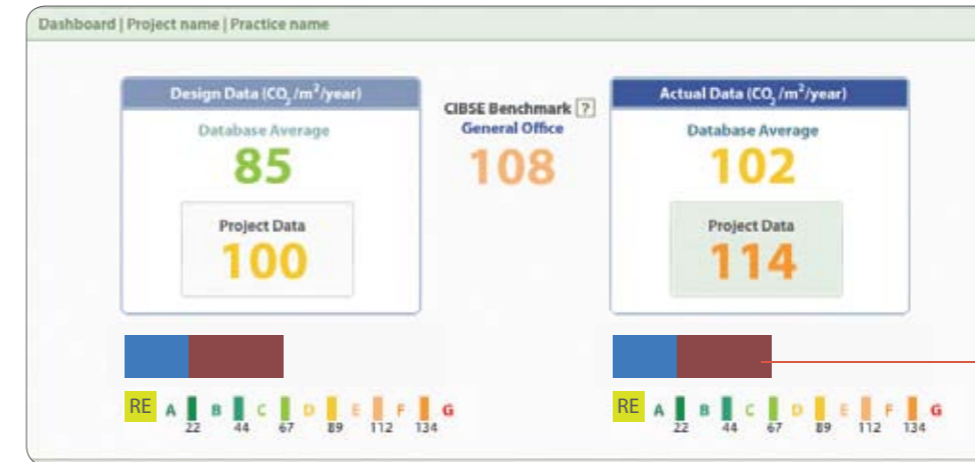 Dashboard | Project name | Practice name
Design Data (CO₂/m²/year)
Database Average
85
Project Data
100
CIBSE Benchmark ?
General Office
108
Actual Data (CO₂/m²/year)
Database Average
102
Project Data
114
RE A B C D E F G
22 44 67 89 112 134
RE A B C D E F G
22 44 67 89 112 134